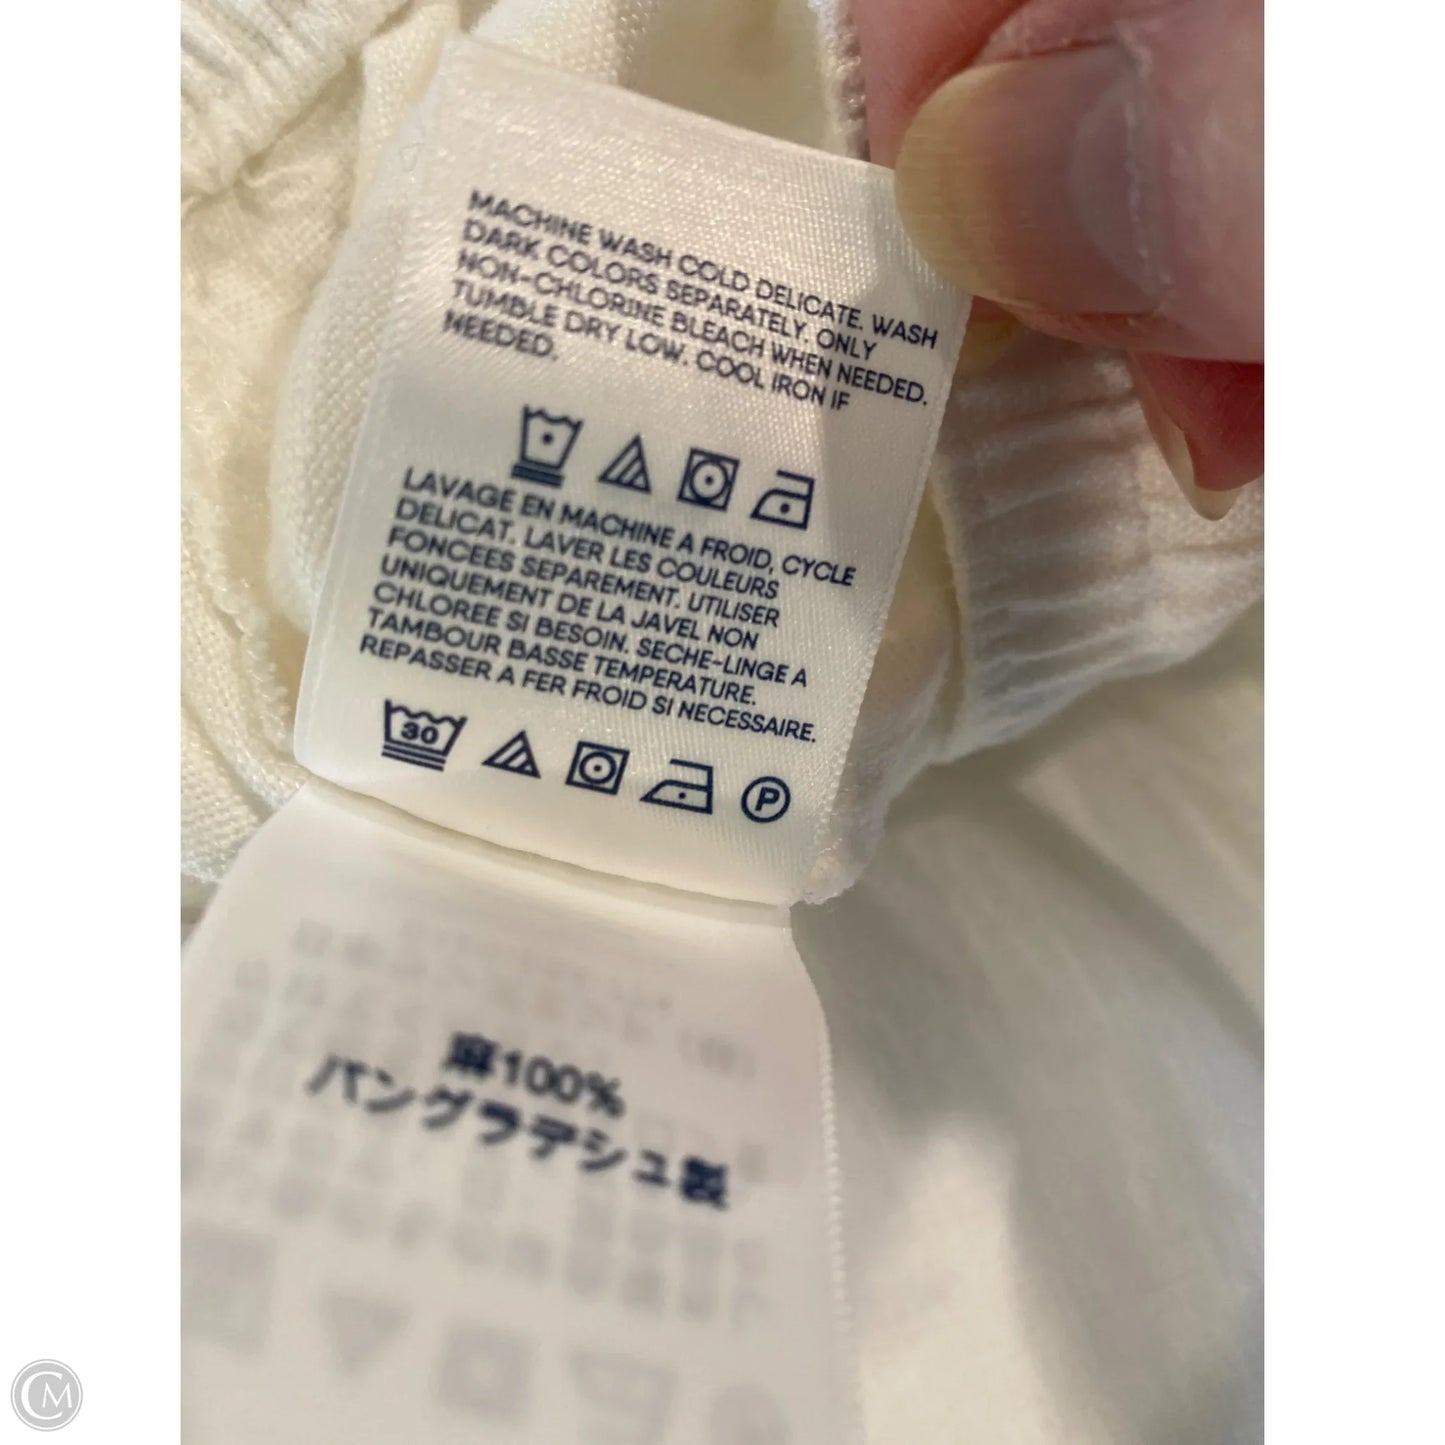 MACHINE WASH COLD DELICATE. WASH
DARK COLORS SEPARATELY. ONLY
NON-CHLORINE BLEACH WHEN NEEDED.
TUMBLE DRY LOW. COOL IRON IF
NEEDED.
LAVAGE EN MACHINE A FROID, CYCLE
DELICAT. LAVER LES COULEURS
FONCEES SEPAREMENT. UTILISER
UNIQUEMENT DE LA JAVEL NON
CHLOREE SI BESOIN. SECHE-LINGE A
TAMBOUR BASSE TEMPERATURE.
REPASSER A FER FROID SI NECESSAIRE.
30
P
麻100%
バングラデシュ製
CM